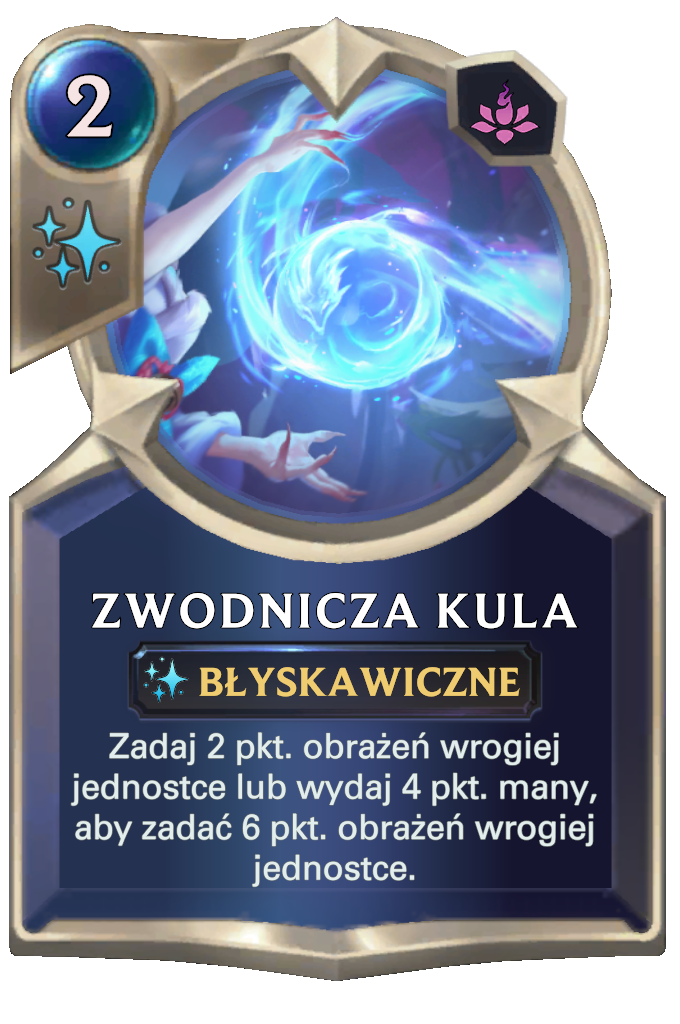 2
ZWODNICZA KULA
BŁYSKAWICZNE
Zadaj 2 pkt. obrażeń wrogiej
jednostce lub wydaj 4 pkt. many,
aby zadać 6 pkt. obrażeń wrogiej
jednostce.